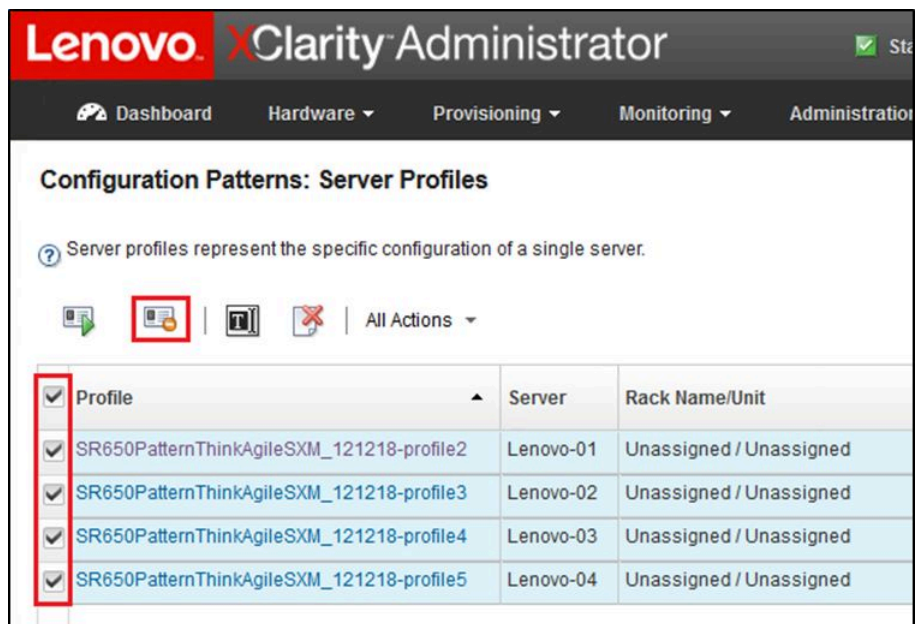 Lenovo. XClarity Administrator Sta
Dashboard Hardware Provisioning Monitoring Administration
Configuration Patterns: Server Profiles
? Server profiles represent the specific configuration of a single server.
T All Actions
Profile Server Rack Name/Unit
SR650PatternThinkAgileSXM_121218-profile2 Lenovo-01 Unassigned / Unassigned
SR650PatternThinkAgileSXM_121218-profile3 Lenovo-02 Unassigned / Unassigned
SR650PatternThinkAgileSXM_121218-profile4 Lenovo-03 Unassigned / Unassigned
SR650PatternThinkAgileSXM_121218-profile5 Lenovo-04 Unassigned / Unassigned